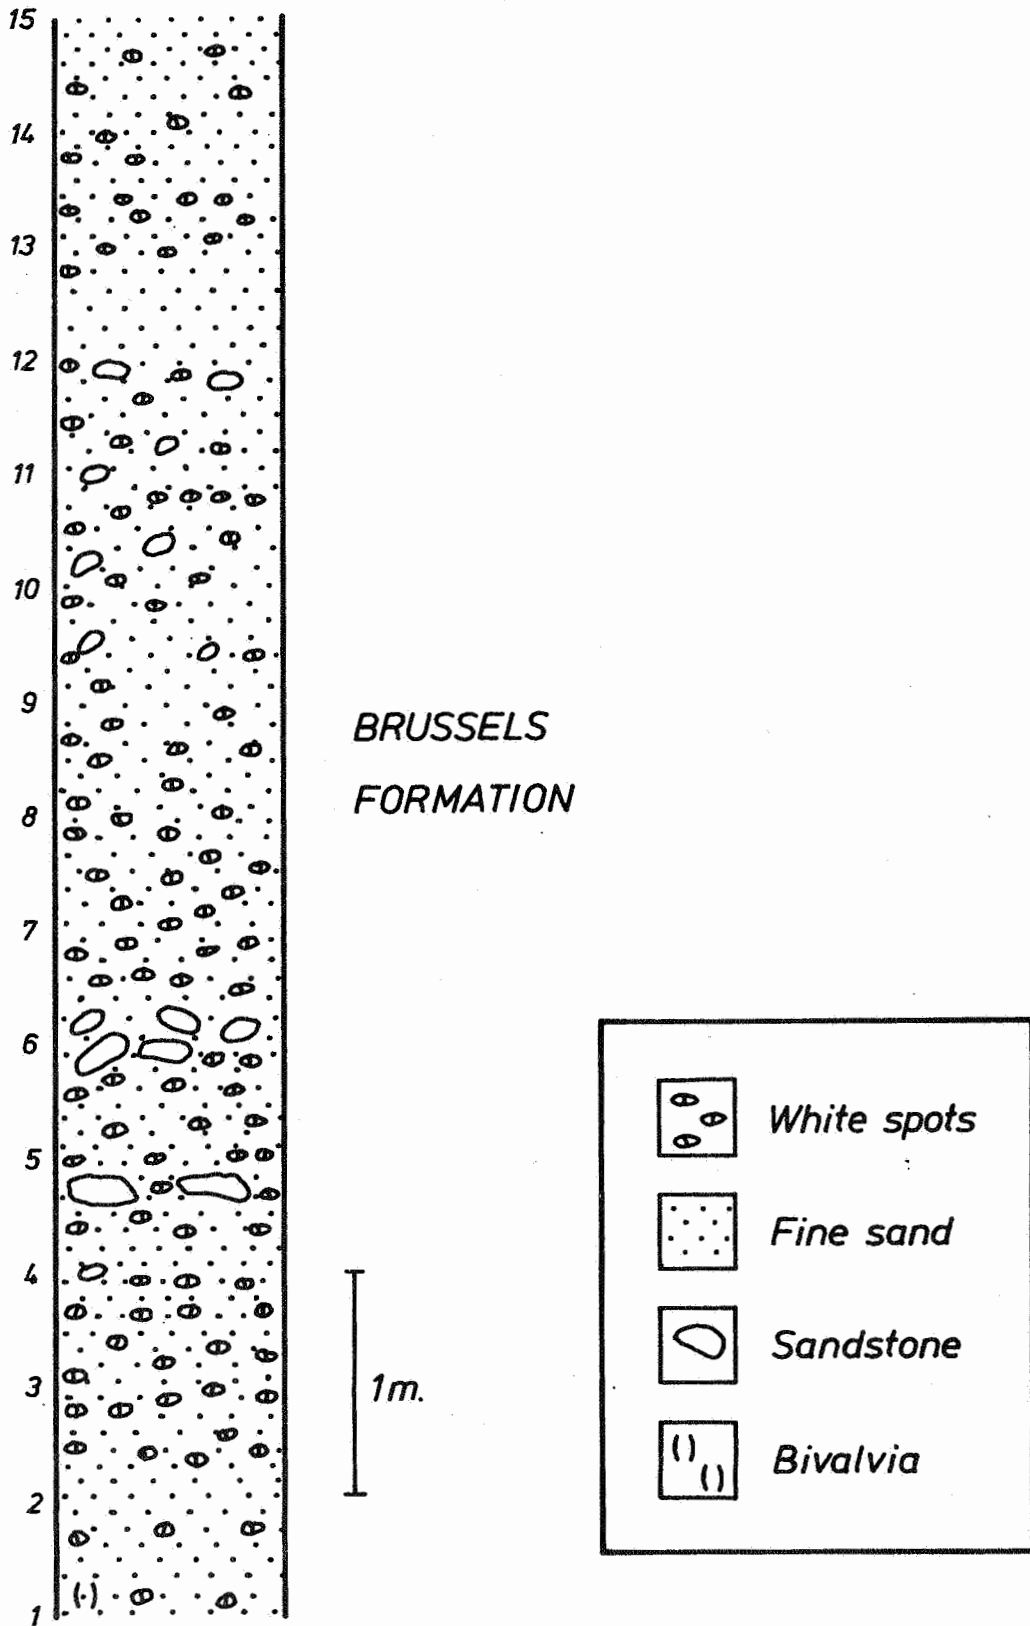 15
14
13
12
11
10
9
8
7
6
5
4
3
2
1
BRUSSELS
FORMATION
1m.
White spots
Fine sand
Sandstone
Bivalvia